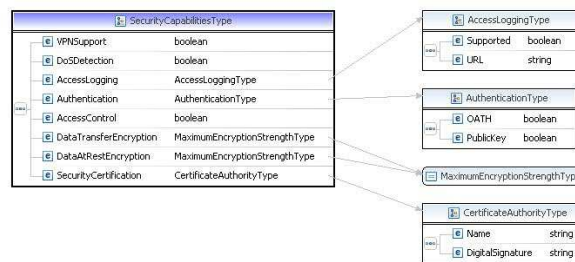 SecurityCapabilitiesType
VPNSupport boolean
DoSDetection boolean
AccessLogging AccessLoggingType
Authentication AuthenticationType
AccessControl boolean
DataTransferEncryption MaximumEncryptionStrengthType
DataAtRestEncryption MaximumEncryptionStrengthType
SecurityCertification CertificateAuthorityType
AccessLoggingType
Supported boolean
URL string
AuthenticationType
OATH boolean
PublicKey boolean
MaximumEncryptionStrengthTyp
CertificateAuthorityType
Name string
DigitalSignature string